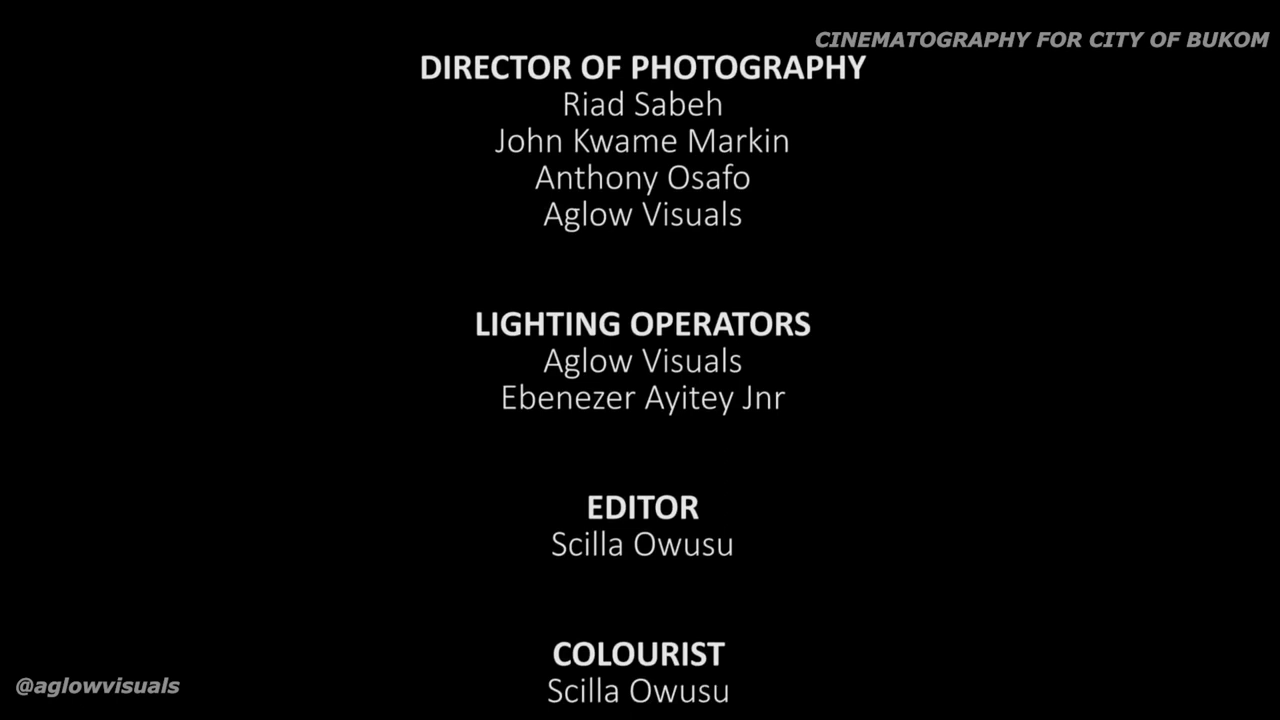 CINEMATOGRAPHY FOR CITY OF BUKOM
DIRECTOR OF PHOTOGRAPHY
Riad Sabeh
John Kwame Markin
Anthony Osafo
Aglow Visuals
LIGHTING OPERATORS
Aglow Visuals
Ebenezer Ayitey Jnr
EDITOR
Scilla Owusu
COLOURIST
Scilla Owusu
@aglowvisuals